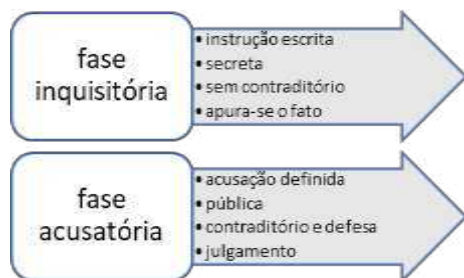 fase
inquisitória
• instrução escrita
• secreta
• sem contraditório
• apura-se o fato
fase
acusatória
• acusação definida
• pública
• contraditório e defesa
• julgamento